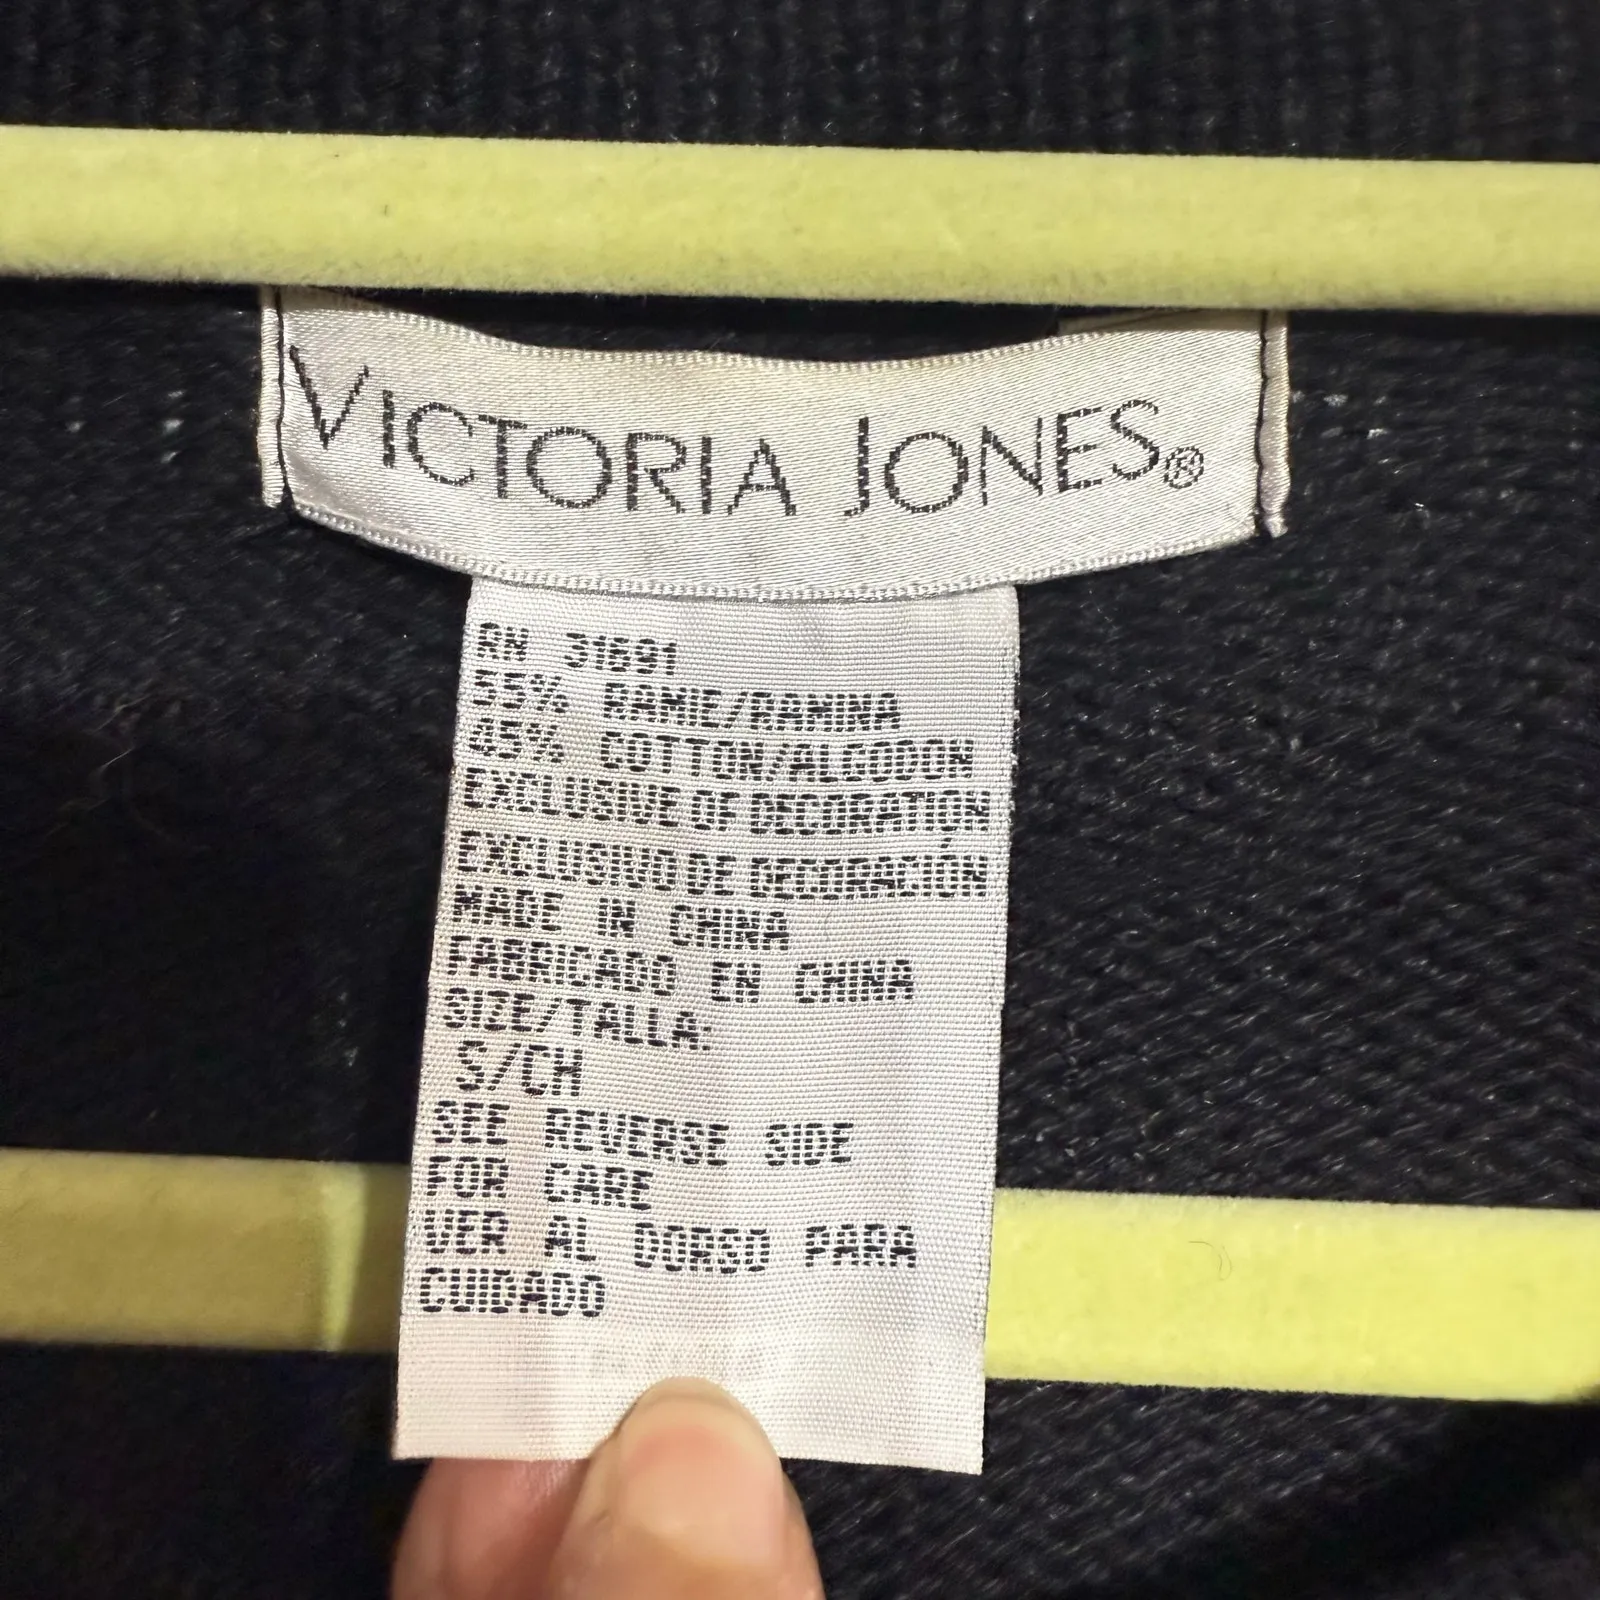 VICTORIA JONES®
RN 31691
55% RAMIE/RAMINA
45% COTTON/ALGODON
EXCLUSIVE OF DECORATION
EXCLUSIVO DE DECORACIÓN
MADE IN CHINA
FABRICADO EN CHINA
SIZE/TALLA:
S/CH
SEE REVERSE SIDE
FOR CARE
VER AL DORSO PARA
CUIDADO